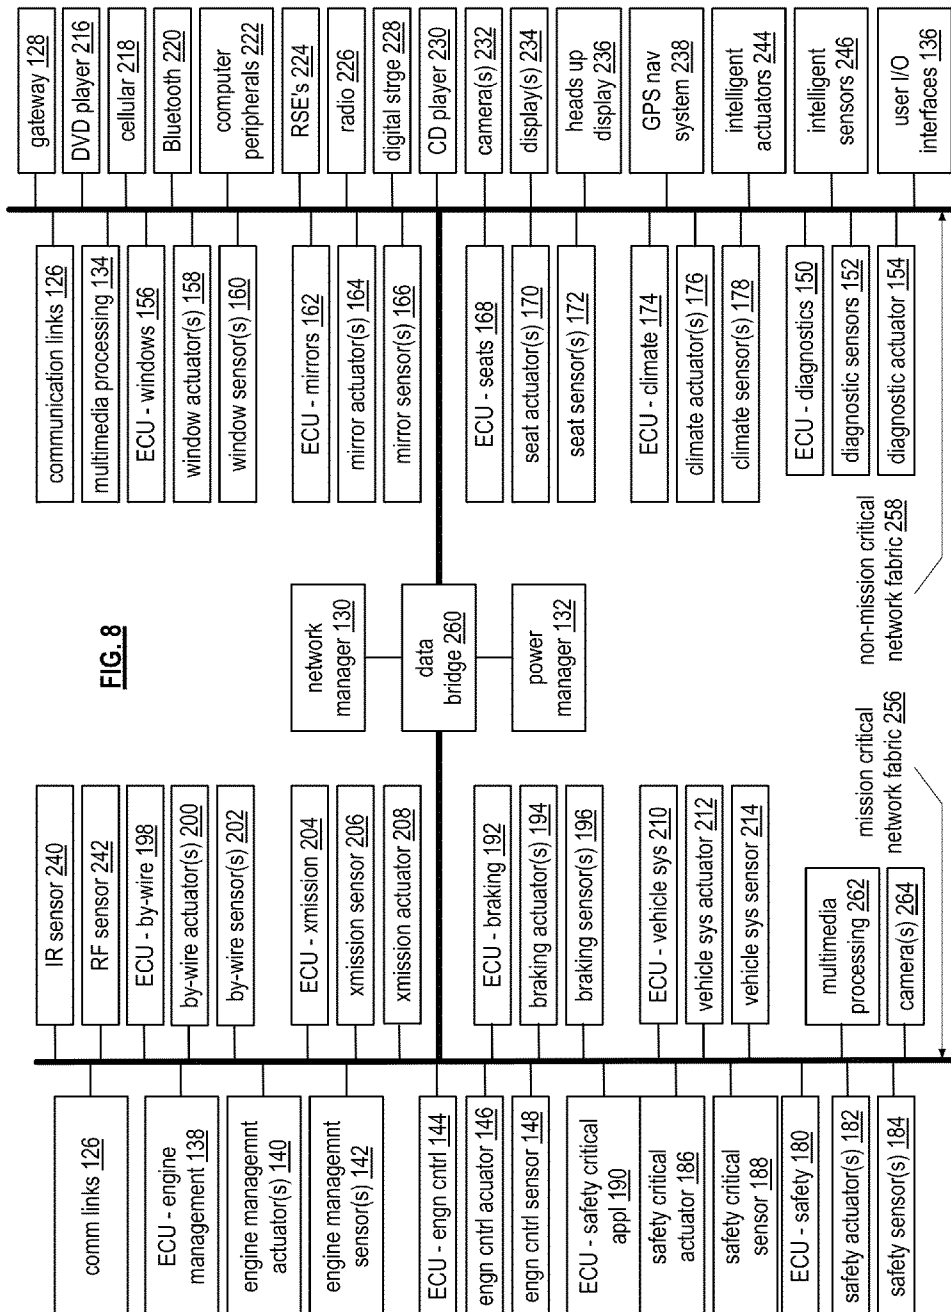 safety sensor(s) 184
safety actuator(s) 182
ECU - safety 180
safety critical
sensor 188
safety critical
actuator 186
ECU - safety critical
appl 190
engn cntrl sensor 148
engn cntrl acuator 146
ECU - engn cntrl 144
engine managemnt
sensor(s) 142
engine managemnt
actuator(s) 140
ECU - engine
management 138
comm links 126
camera(s) 264
multimedia
processing 262
vehicle sys sensor 214
vehicle sys actuator 212
ECU - vehicle sys 210
braking sensor(s) 196
braking actuator(s) 194
ECU - braking 192
xmission actuator 208
xmission sensor 206
ECU - xmission 204
by-wire sensor(s) 202
by-wire actuator(s) 200
ECU - by-wire 198
RF sensor 242
IR sensor 240
mission critical
network fabric 256
power
manager 132
data
bridge 260
network
manager 130
FIG. 8
non-mission critical
network fabric 258
diagnostic actuator 154
diagnostic sensors 152
ECU - diagnostics 150
climate sensor(s) 178
climate actuator(s) 176
ECU - climate 174
seat sensor(s) 172
seat actuator(s) 170
ECU - seats 168
mirror sensor(s) 166
mirror actuator(s) 164
ECU - mirrors 162
window sensor(s) 160
window actuator(s) 158
ECU - windows 156
multimedia processing 134
communication links 126
user I/O
interfaces 136
intelligent
sensors 246
intelligent
actuators 244
GPS nav
system 238
heads up
display 236
display(s) 234
camera(s) 232
CD player 230
digital strge 228
radio 226
RSE's 224
computer
peripherals 222
Bluetooth 220
cellular 218
DVD player 216
gateway 128